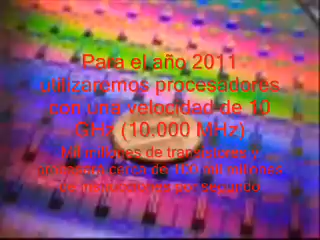 Para el año 2011
utilizaremos procesadores
con una velocidad de 10
GHz (10.000 MHz)
Mil millones de transistores y
cerca de 100 mil millones
de instrucciones por segundo